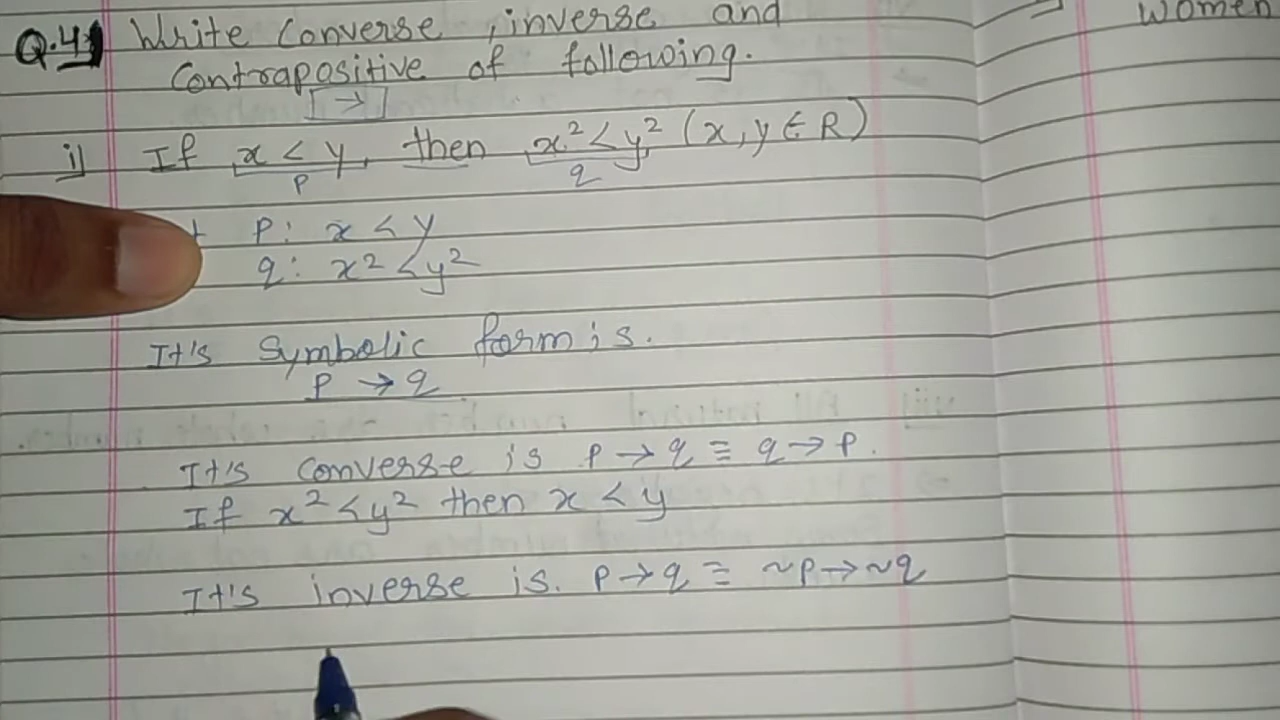 Q.4) Write Converse, inverse and
Contrapositive of following.
→
i) If x < y, then x² < y² (x, y ∈ R)
p q
p: x < y
q: x² < y²
It's Symbolic form is.
p → q
It's Converse is p → q ≡ q → p.
If x² < y² then x < y
It's inverse is. p → q ≡ ~p → ~q
women